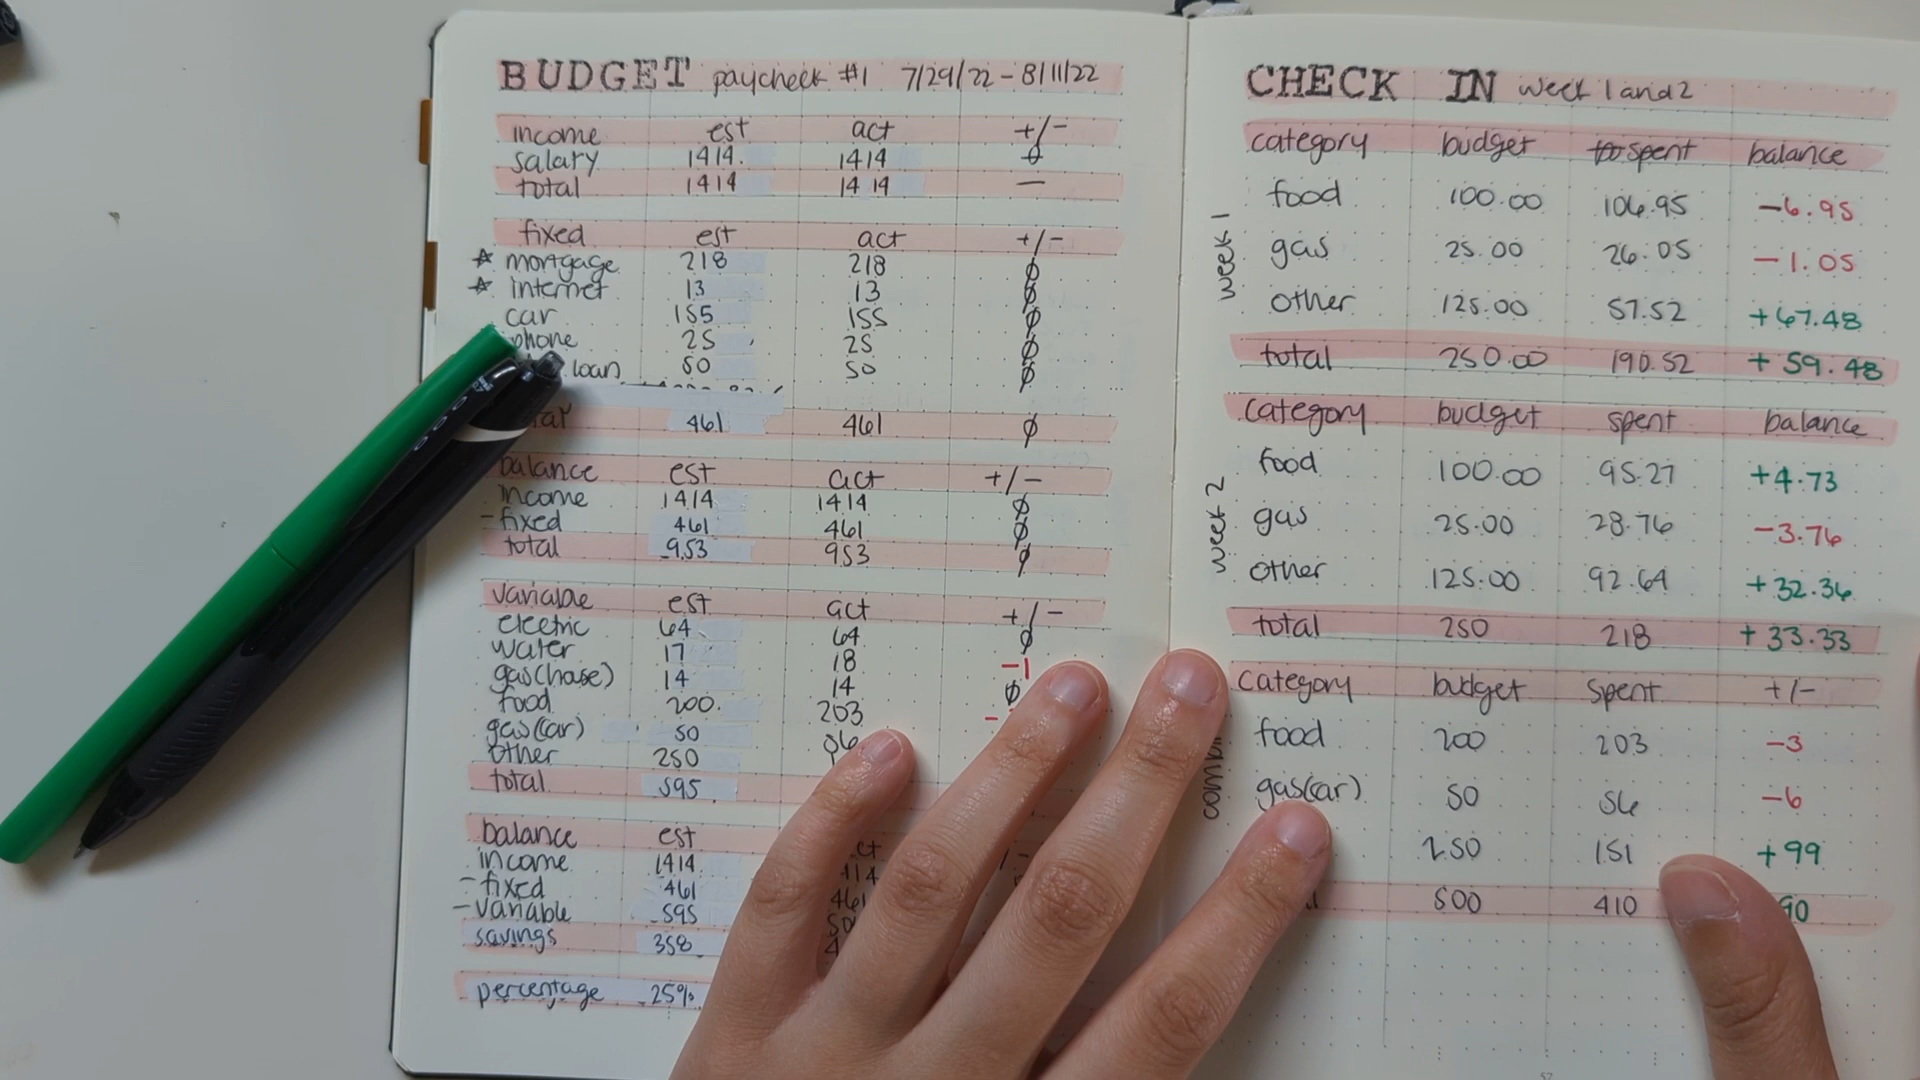 BUDGET paycheck #1 7/29/22 - 8/11/22
income est act +/-
salary 1414. 1414 0
total 1414 1414 —
fixed est act +/-
☆ mortgage 218 218 Ø
☆ internet 13 13 Ø
car 155 155 Ø
phone 25 25 Ø
loan 50 50 Ø
461 461 Ø
balance est act +/-
income 1414 1414 Ø
- fixed 461 461 Ø
total 953 953 Ø
variable est act +/-
electric 64 64 Ø
water 17 18 -1
gas(house) 14 14 Ø
food 200. 203 -
gas(car) 50
other 250
total 595
balance est
income 1414
- fixed 461
- variable 595
savings 358
percentage 25%
CHECK IN week 1 and 2
category budget spent balance
week 1
food 100.00 106.95 -6.95
gas 25.00 26.05 -1.05
other 125.00 57.52 +67.48
total 250.00 190.52 +59.48
category budget spent balance
week 2
food 100.00 95.27 +4.73
gas 25.00 28.76 -3.76
other 125.00 92.64 +32.36
total 250 218 +33.33
category budget spent +/-
food 200 203 -3
gas(car) 50 56 -6
250 151 +99
500 410 90
57